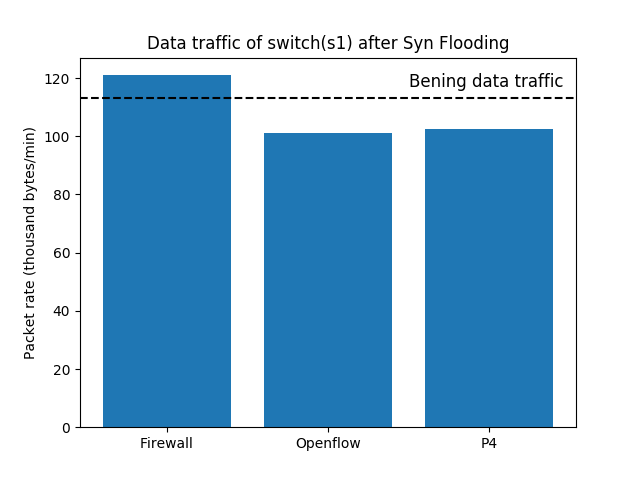 Data traffic of switch(s1) after Syn Flooding
Bening data traffic
Packet rate (thousand bytes/min)
120
100
80
60
40
20
0
Firewall
Openflow
P4